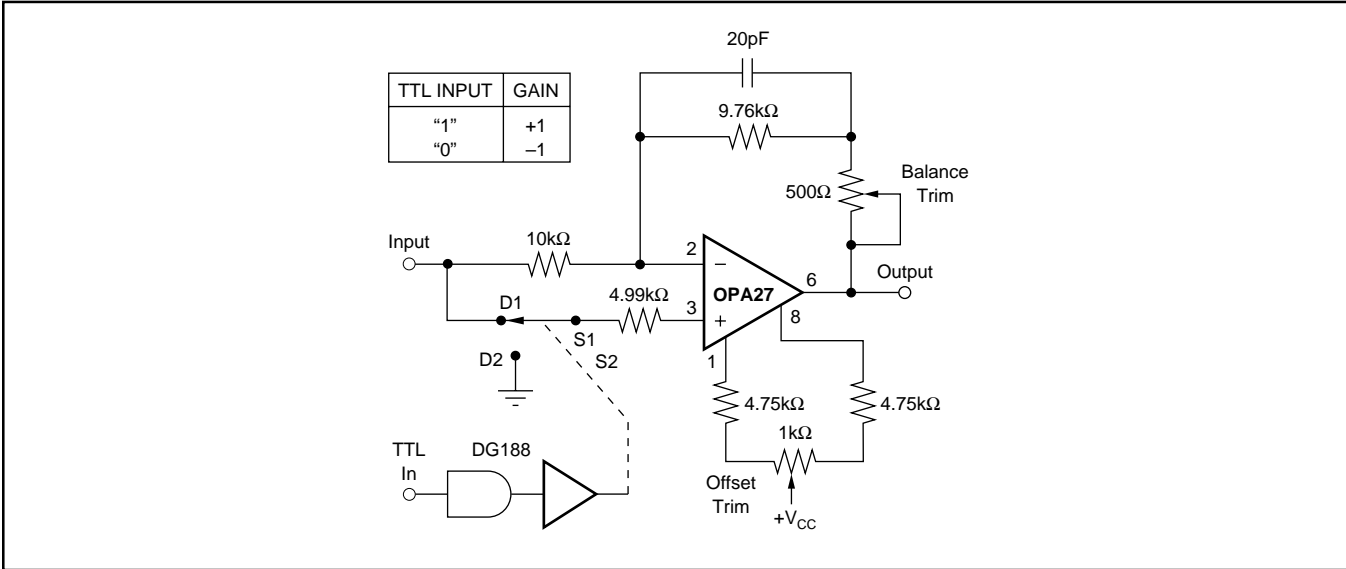 20pF
TTL INPUT GAIN
“1” +1
“0” –1
9.76kΩ
500Ω
Balance
Trim
Input
10kΩ
2
–
OPA27
6
Output
D1
4.99kΩ
3
+
8
S1
D2
S2
1
4.75kΩ
4.75kΩ
1kΩ
TTL
In
DG188
Offset
Trim
+VCC